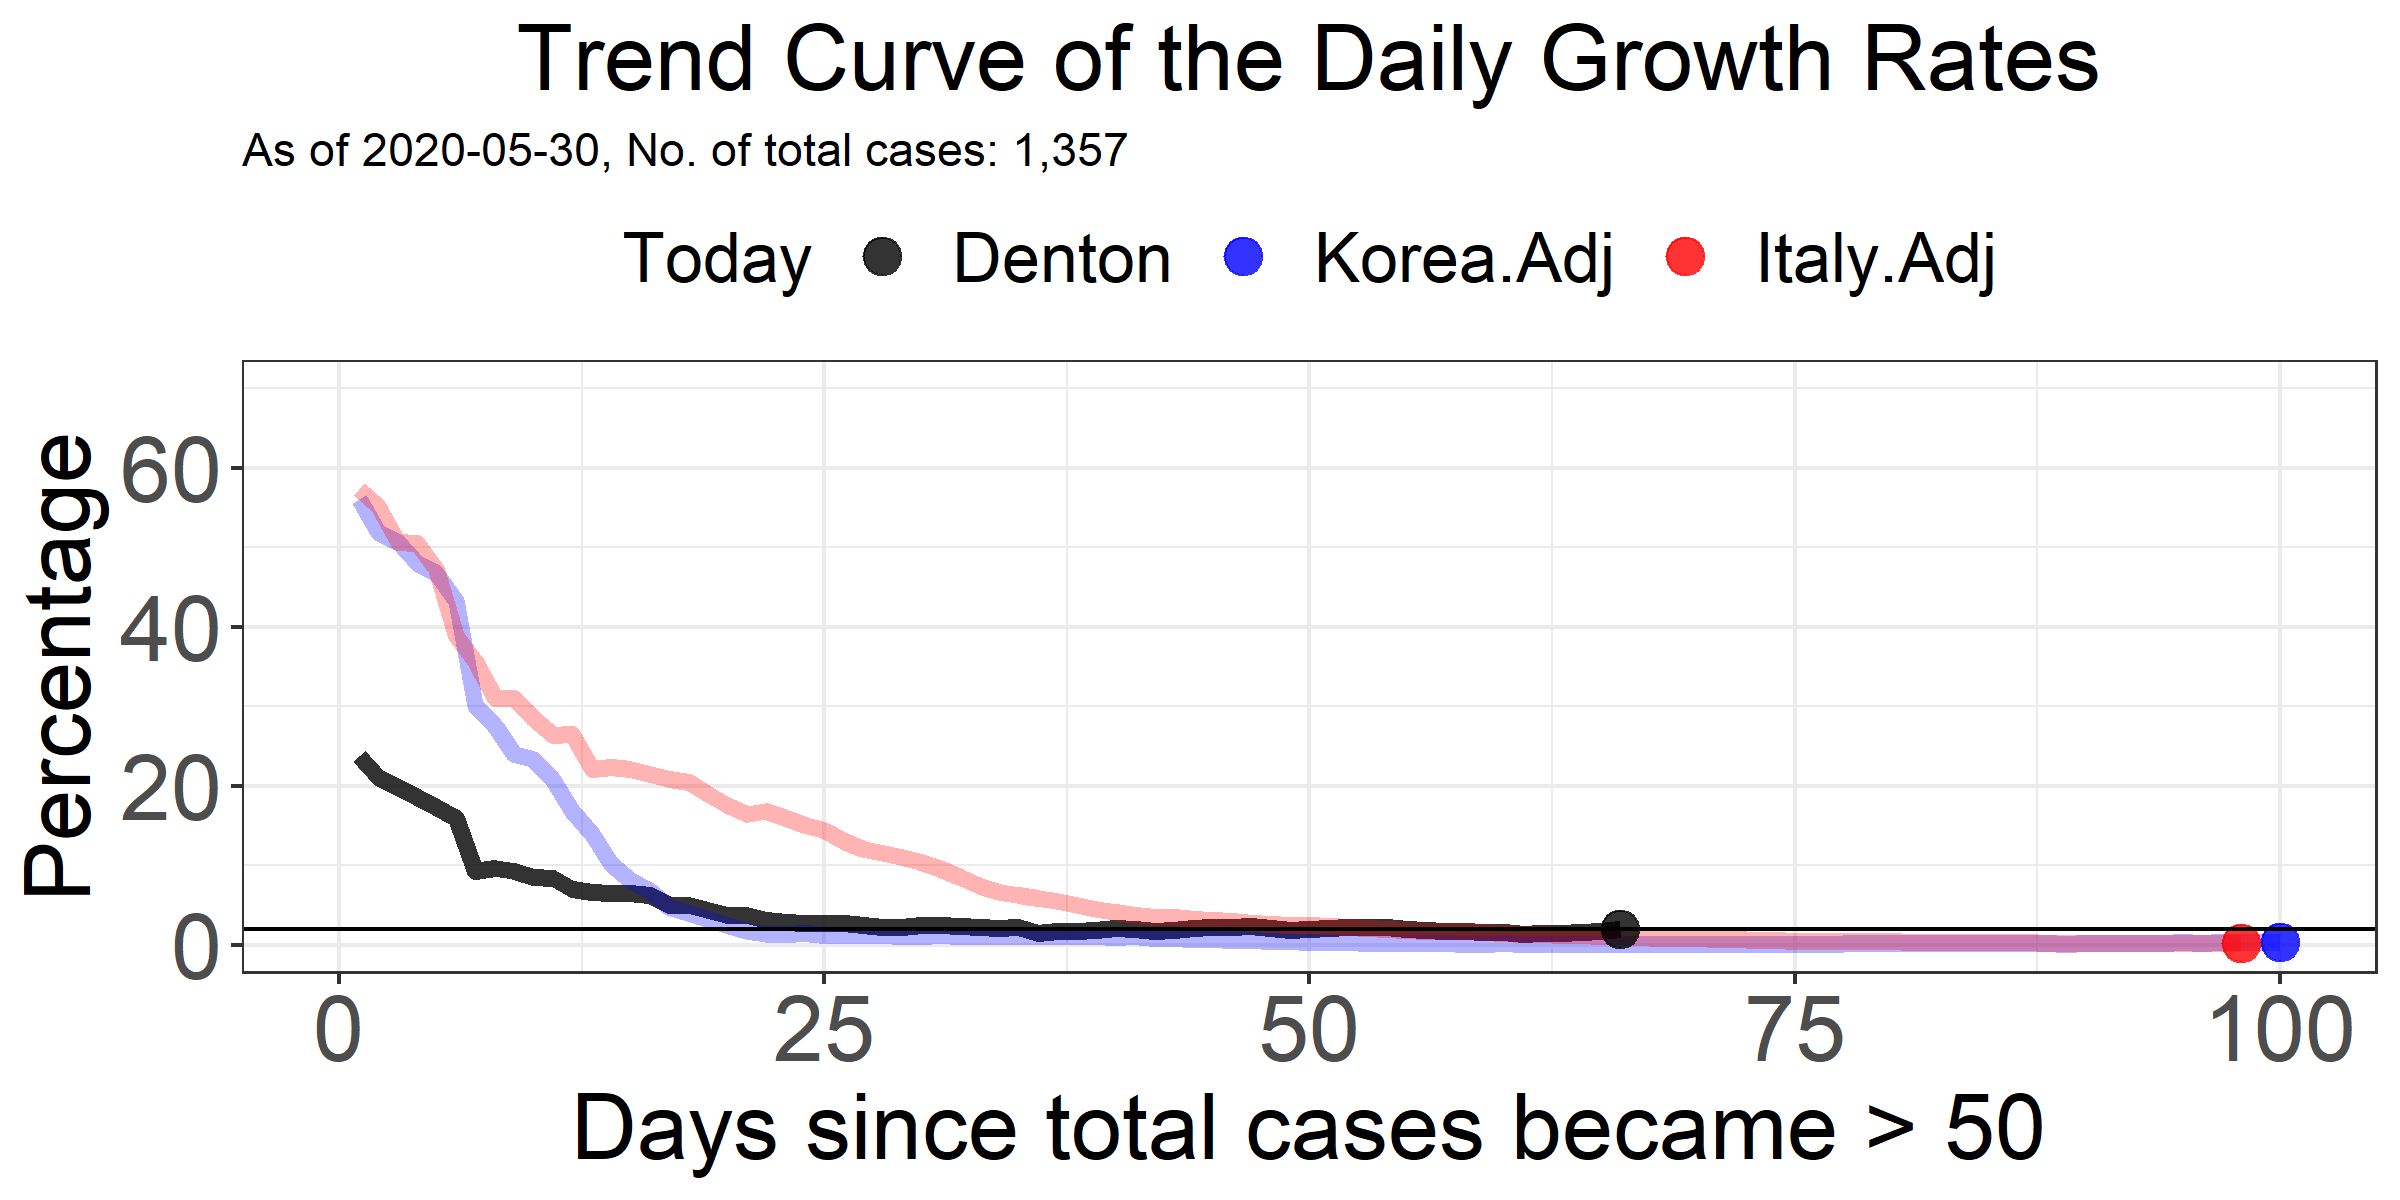 Trend Curve of the Daily Growth Rates
As of 2020-05-30, No. of total cases: 1,357
Today Denton Korea.Adj Italy.Adj
Percentage
60
40
20
0
0 25 50 75 100
Days since total cases became > 50